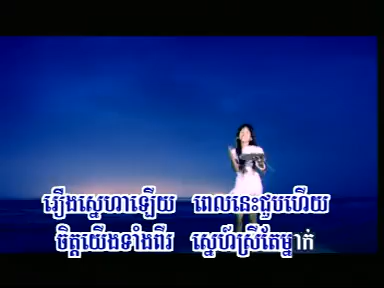 រឿងស្នេហាឡើយ ពេលនេះជួបហើយ
ចិត្តយើងទាំងពីរ ស្នេហ៍ស្រីតែម្នាក់